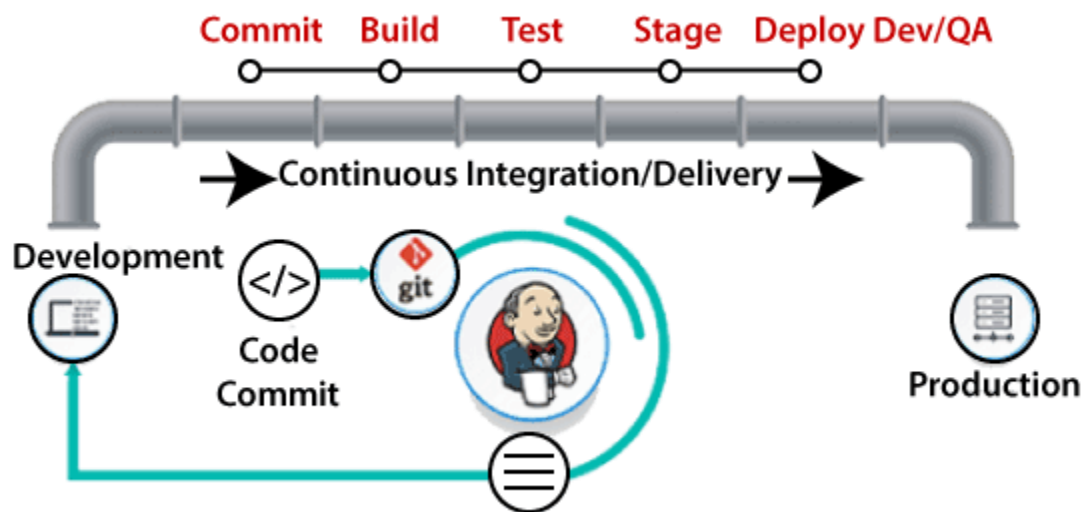 Commit Build Test Stage Deploy Dev/QA
Continuous Integration/Delivery
Development
</>
git
Code
Commit
Production